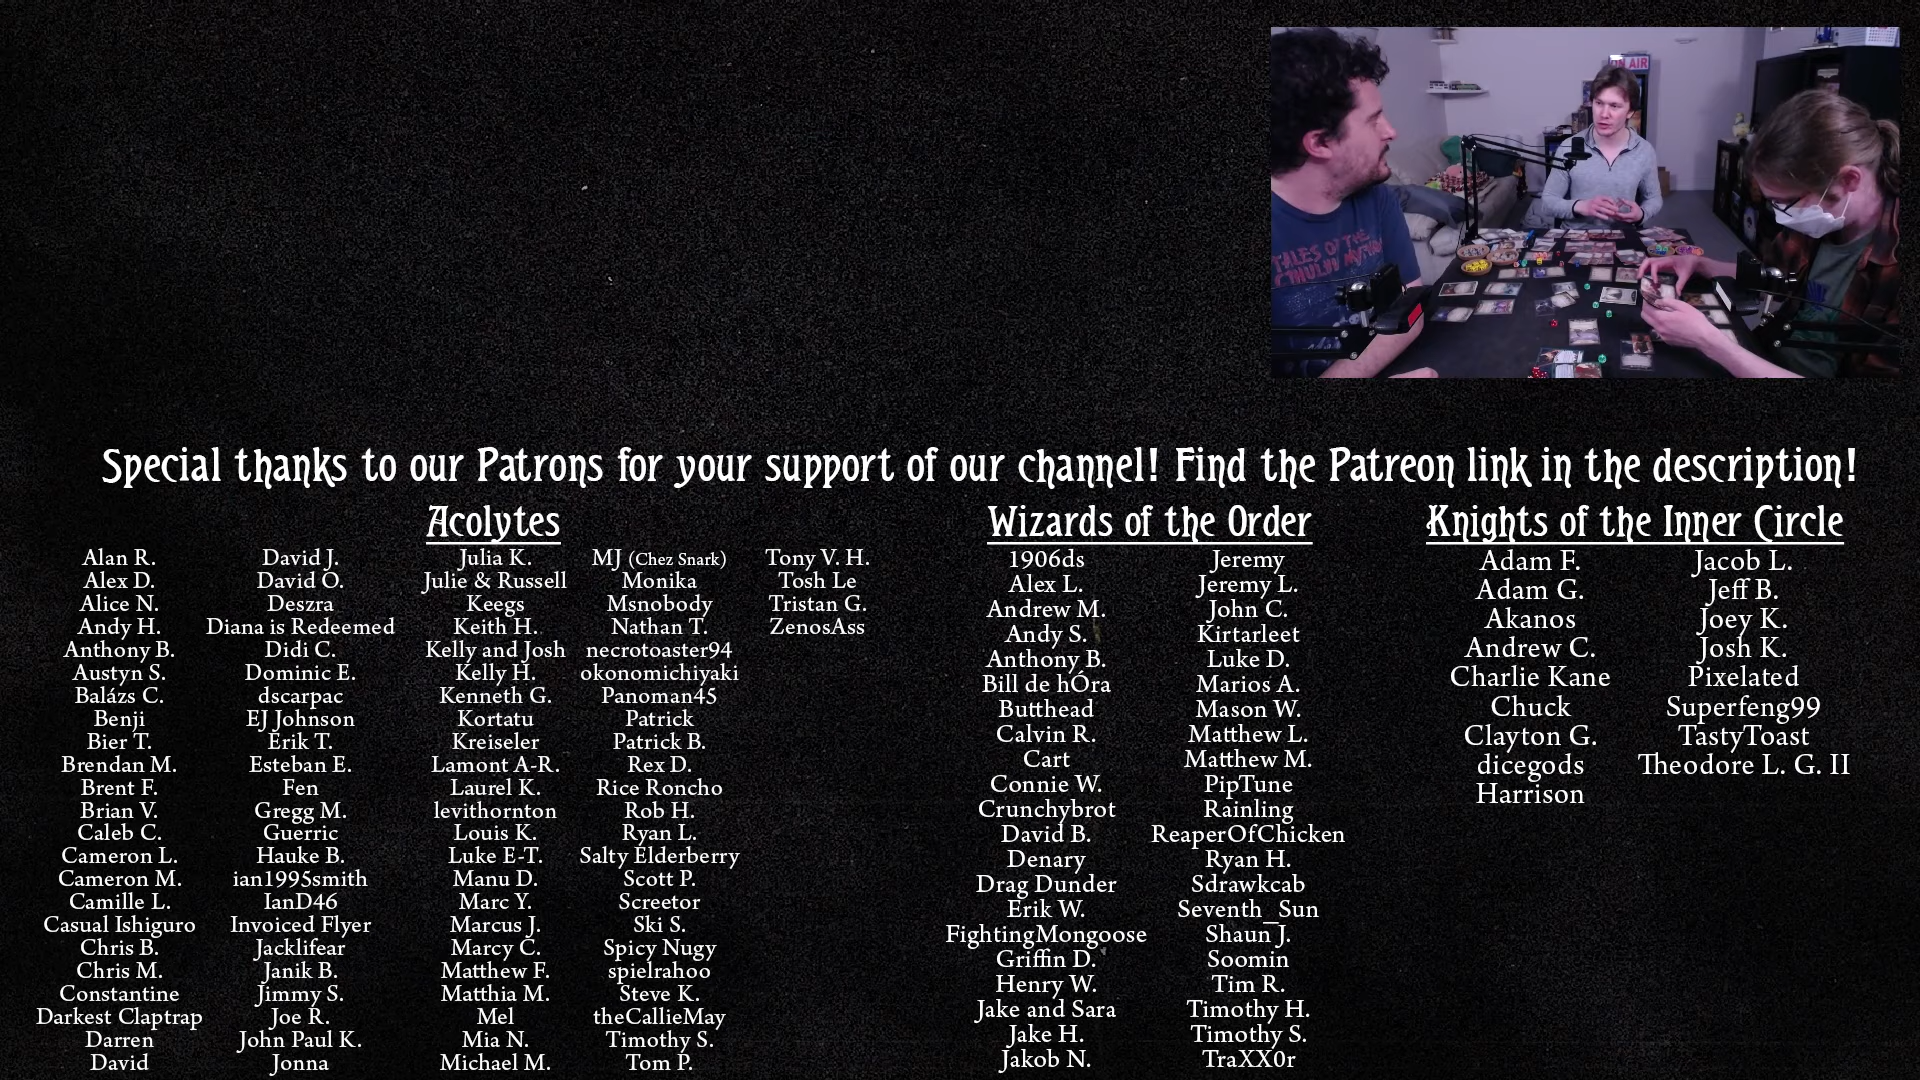 ON AIR
TALES OF THE
CTHULHU MYTHOS
Special thanks to our Patrons for your support of our channel! Find the Patreon link in the description!
Acolytes
Alan R.
Alex D.
Alice N.
Andy H.
Anthony B.
Austyn S.
Balázs C.
Benji
Bier T.
Brendan M.
Brent F.
Brian V.
Caleb C.
Cameron L.
Cameron M.
Camille L.
Casual Ishiguro
Chris B.
Chris M.
Constantine
Darkest Claptrap
Darren
David
David J.
David O.
Deszra
Diana is Redeemed
Didi C.
Dominic E.
dscarpac
EJ Johnson
Erik T.
Esteban E.
Fen
Gregg M.
Guerric
Hauke B.
ian1995smith
IanD46
Invoiced Flyer
Jacklifear
Janik B.
Jimmy S.
Joe R.
John Paul K.
Jonna
Julia K.
Julie & Russell
Keegs
Keith H.
Kelly and Josh
Kelly H.
Kenneth G.
Kortatu
Kreiseler
Lamont A-R.
Laurel K.
levithornton
Louis K.
Luke E-T.
Manu D.
Marc Y.
Marcus J.
Marcy C.
Matthew F.
Matthia M.
Mel
Mia N.
Michael M.
MJ (Chez Snark)
Monika
Msnobody
Nathan T.
necrotoaster94
okonomichiyaki
Panoman45
Patrick
Patrick B.
Rex D.
Rice Roncho
Rob H.
Ryan L.
Salty Elderberry
Scott P.
Screetor
Ski S.
Spicy Nugy
spielrahoo
Steve K.
theCallieMay
Timothy S.
Tom P.
Tony V. H.
Tosh Le
Tristan G.
ZenosAss
Wizards of the Order
1906ds
Alex L.
Andrew M.
Andy S.
Anthony B.
Bill de hÓra
Butthead
Calvin R.
Cart
Connie W.
Crunchybrot
David B.
Denary
Drag Dunder
Erik W.
FightingMongoose
Griffin D.
Henry W.
Jake and Sara
Jake H.
Jakob N.
Jeremy
Jeremy L.
John C.
Kirtarleet
Luke D.
Marios A.
Mason W.
Matthew L.
Matthew M.
PipTune
Rainling
ReaperOfChicken
Ryan H.
Sdrawkcab
Seventh_Sun
Shaun J.
Soomin
Tim R.
Timothy H.
Timothy S.
TraXX0r
Knights of the Inner Circle
Adam F.
Adam G.
Akanos
Andrew C.
Charlie Kane
Chuck
Clayton G.
dicegods
Harrison
Jacob L.
Jeff B.
Joey K.
Josh K.
Pixelated
Superfeng99
TastyToast
Theodore L. G. II